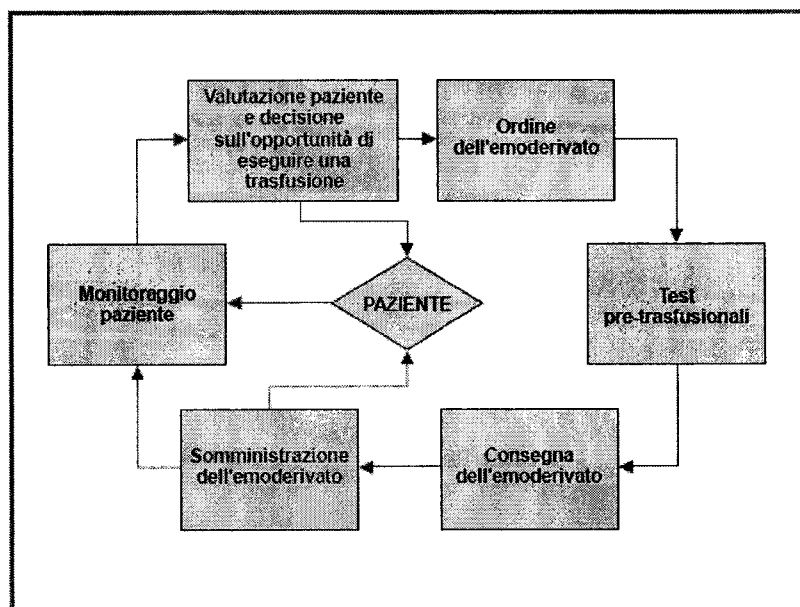 Valutazione paziente
e decisione
sull'opportunità di
eseguire una
trasfusione
Ordine
dell'emoderivato
Test
pre-trasfusionali
Consegna
dell'emoderivato
Somministrazione
dell'emoderivato
Monitoraggio
paziente
PAZIENTE